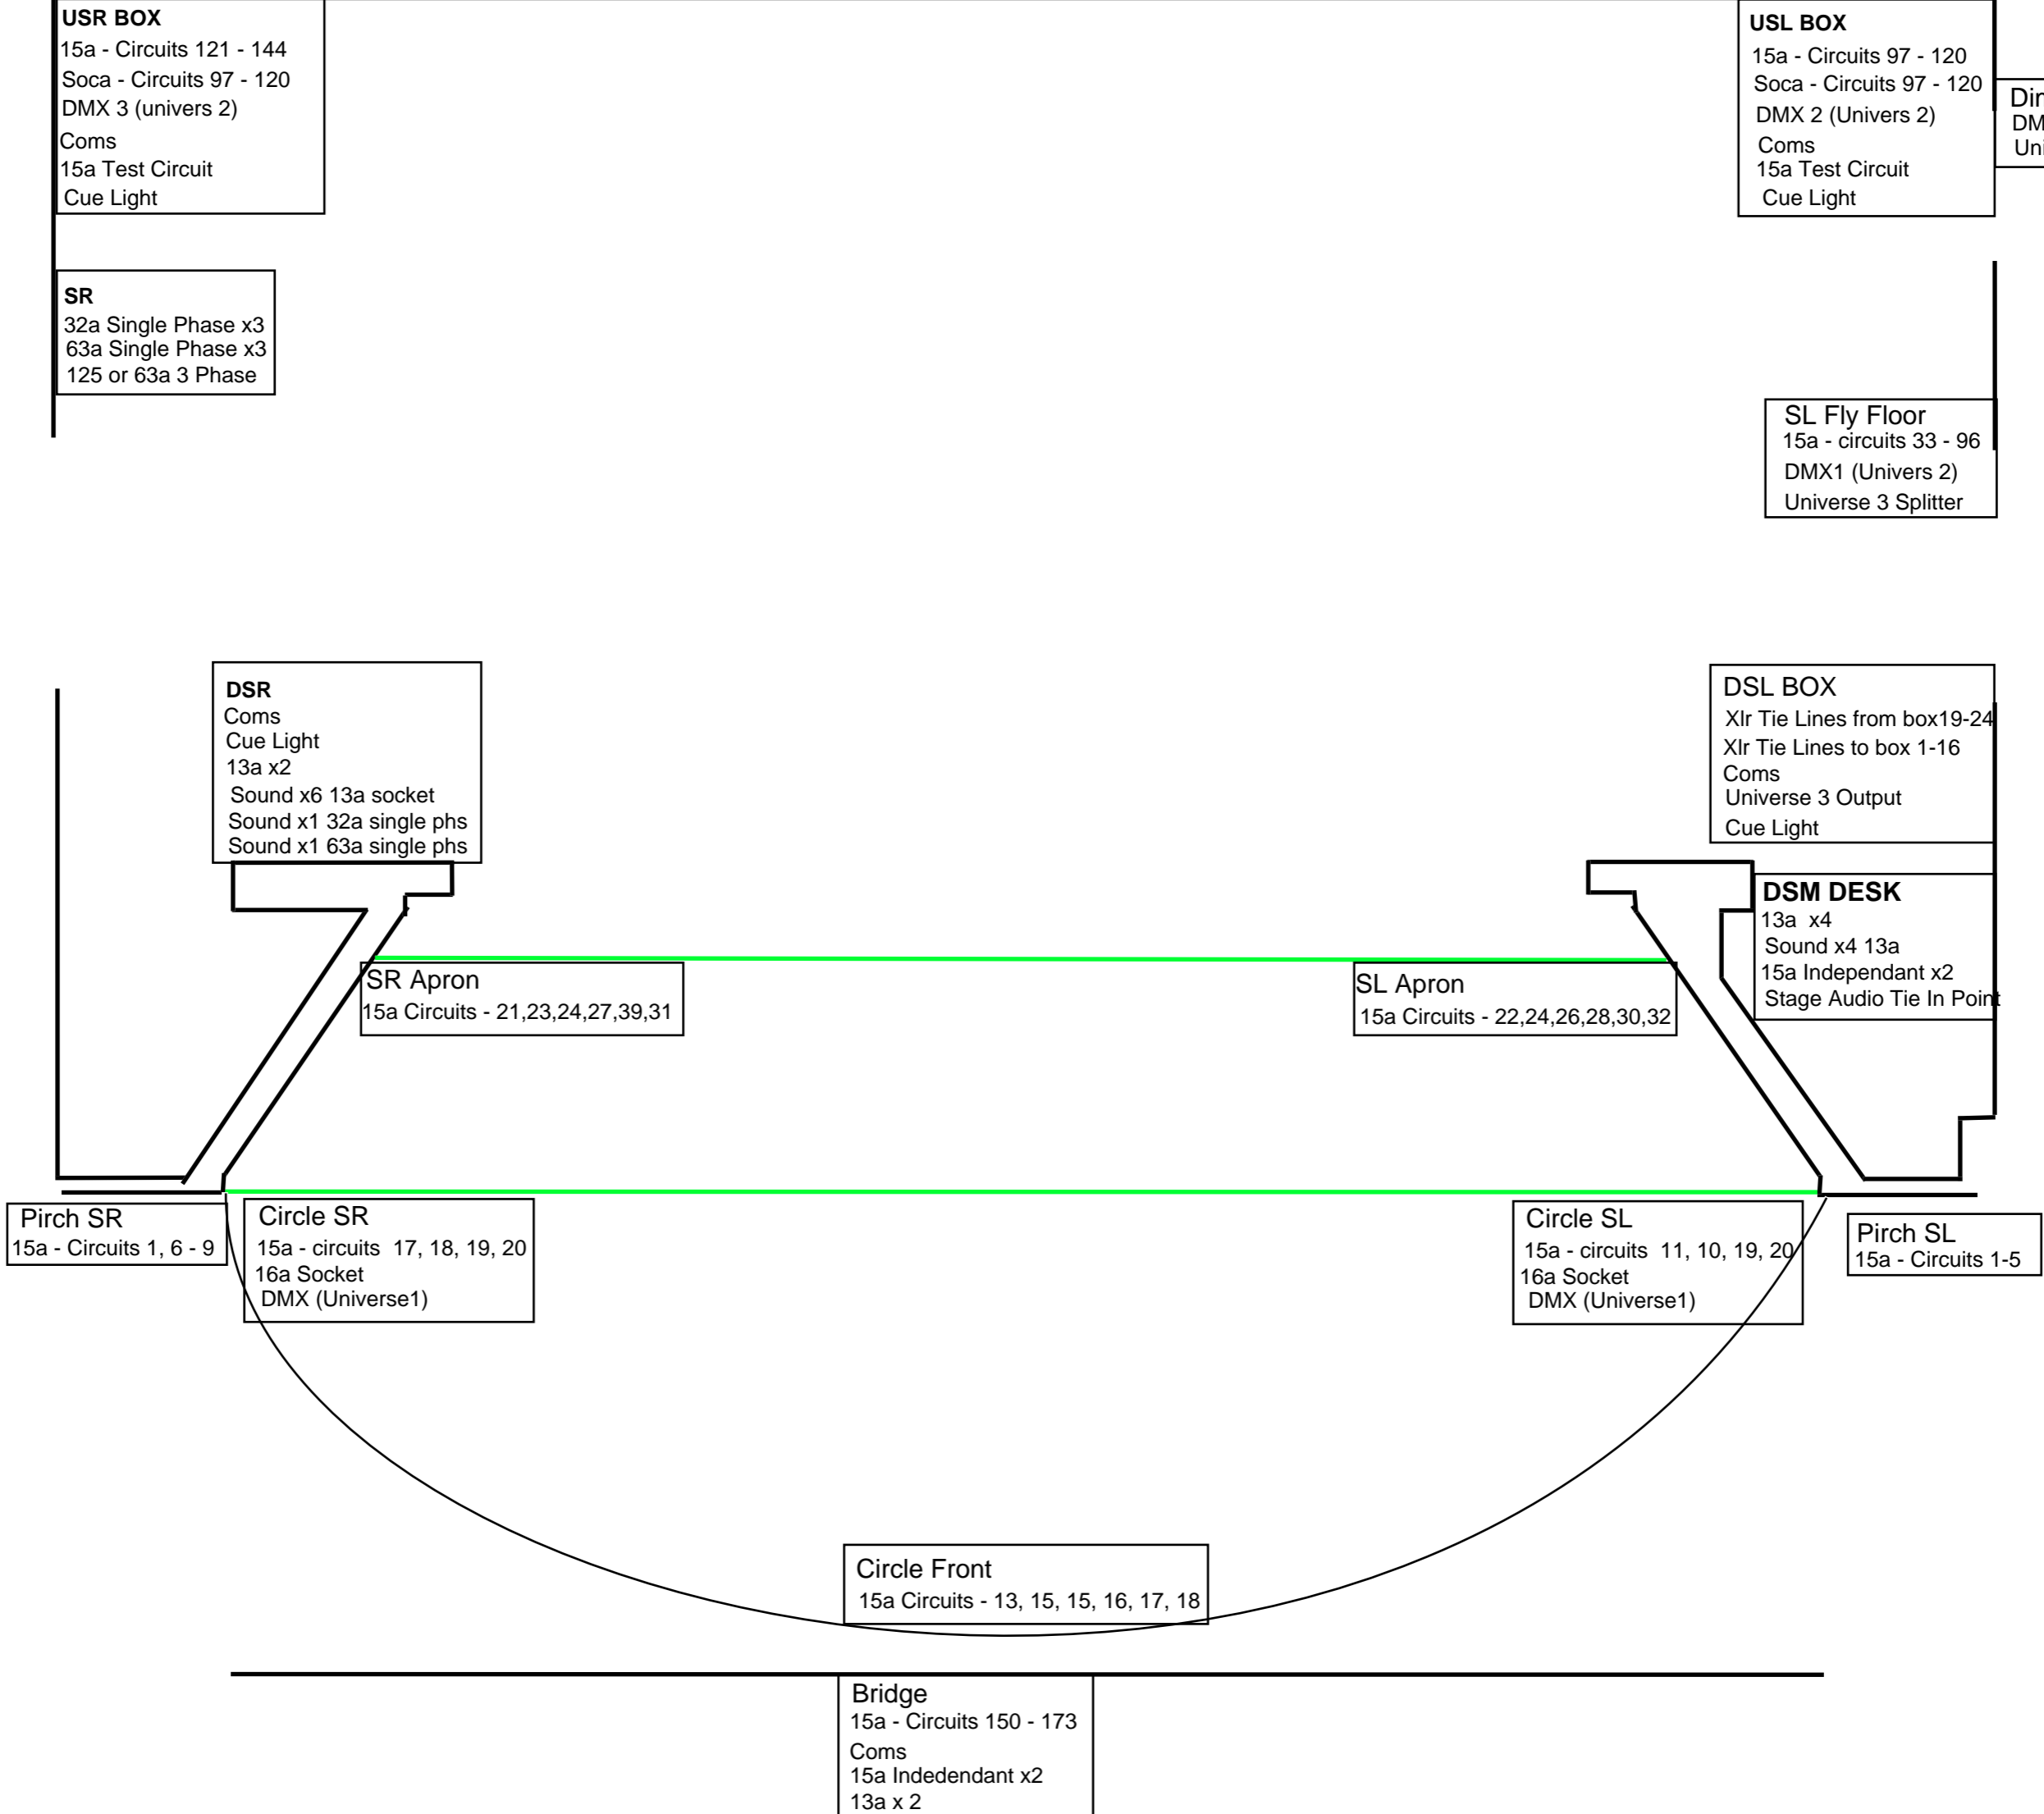 USR BOX
15a - Circuits 121 - 144
Soca - Circuits 97 - 120
DMX 3 (univers 2)
Coms
15a Test Circuit
Cue Light
USL BOX
15a - Circuits 97 - 120
Soca - Circuits 97 - 120
DMX 2 (Univers 2)
Coms
15a Test Circuit
Cue Light
SR
32a Single Phase x3
63a Single Phase x3
125 or 63a 3 Phase
SL Fly Floor
15a - circuits 33 - 96
DMX1 (Univers 2)
Universe 3 Splitter
DSR
Coms
Cue Light
13a x2
Sound x6 13a socket
Sound x1 32a single phs
Sound x1 63a single phs
DSL BOX
Xlr Tie Lines from box19-24
Xlr Tie Lines to box 1-16
Coms
Universe 3 Output
Cue Light
DSM DESK
13a x4
Sound x4 13a
15a Independant x2
Stage Audio Tie In Point
SR Apron
15a Circuits - 21,23,24,27,39,31
SL Apron
15a Circuits - 22,24,26,28,30,32
Pirch SR
15a - Circuits 1, 6 - 9
Circle SR
15a - circuits 17, 18, 19, 20
16a Socket
DMX (Universe1)
Circle SL
15a - circuits 11, 10, 19, 20
16a Socket
DMX (Universe1)
Pirch SL
15a - Circuits 1-5
Circle Front
15a Circuits - 13, 15, 15, 16, 17, 18
Bridge
15a - Circuits 150 - 173
Coms
15a Indedendant x2
13a x 2